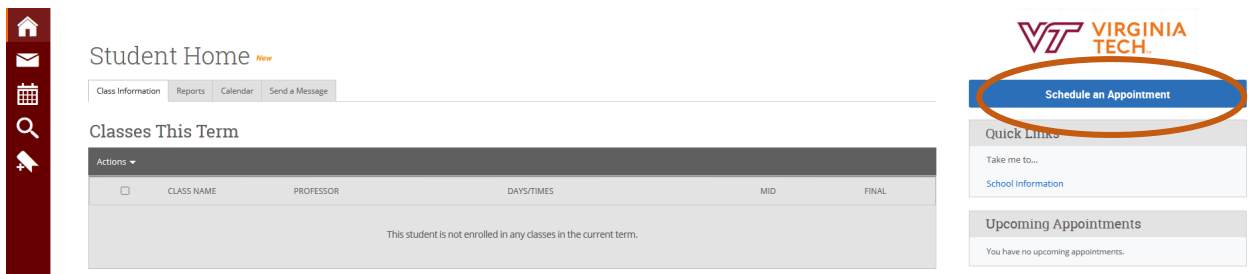 Student Home New
Class Information Reports Calendar Send a Message
Classes This Term
Actions
CLASS NAME PROFESSOR DAYS/TIMES MID FINAL
This student is not enrolled in any classes in the current term.
VT VIRGINIA
TECH
Schedule an Appointment
Quick Links
Take me to...
School Information
Upcoming Appointments
You have no upcoming appointments.